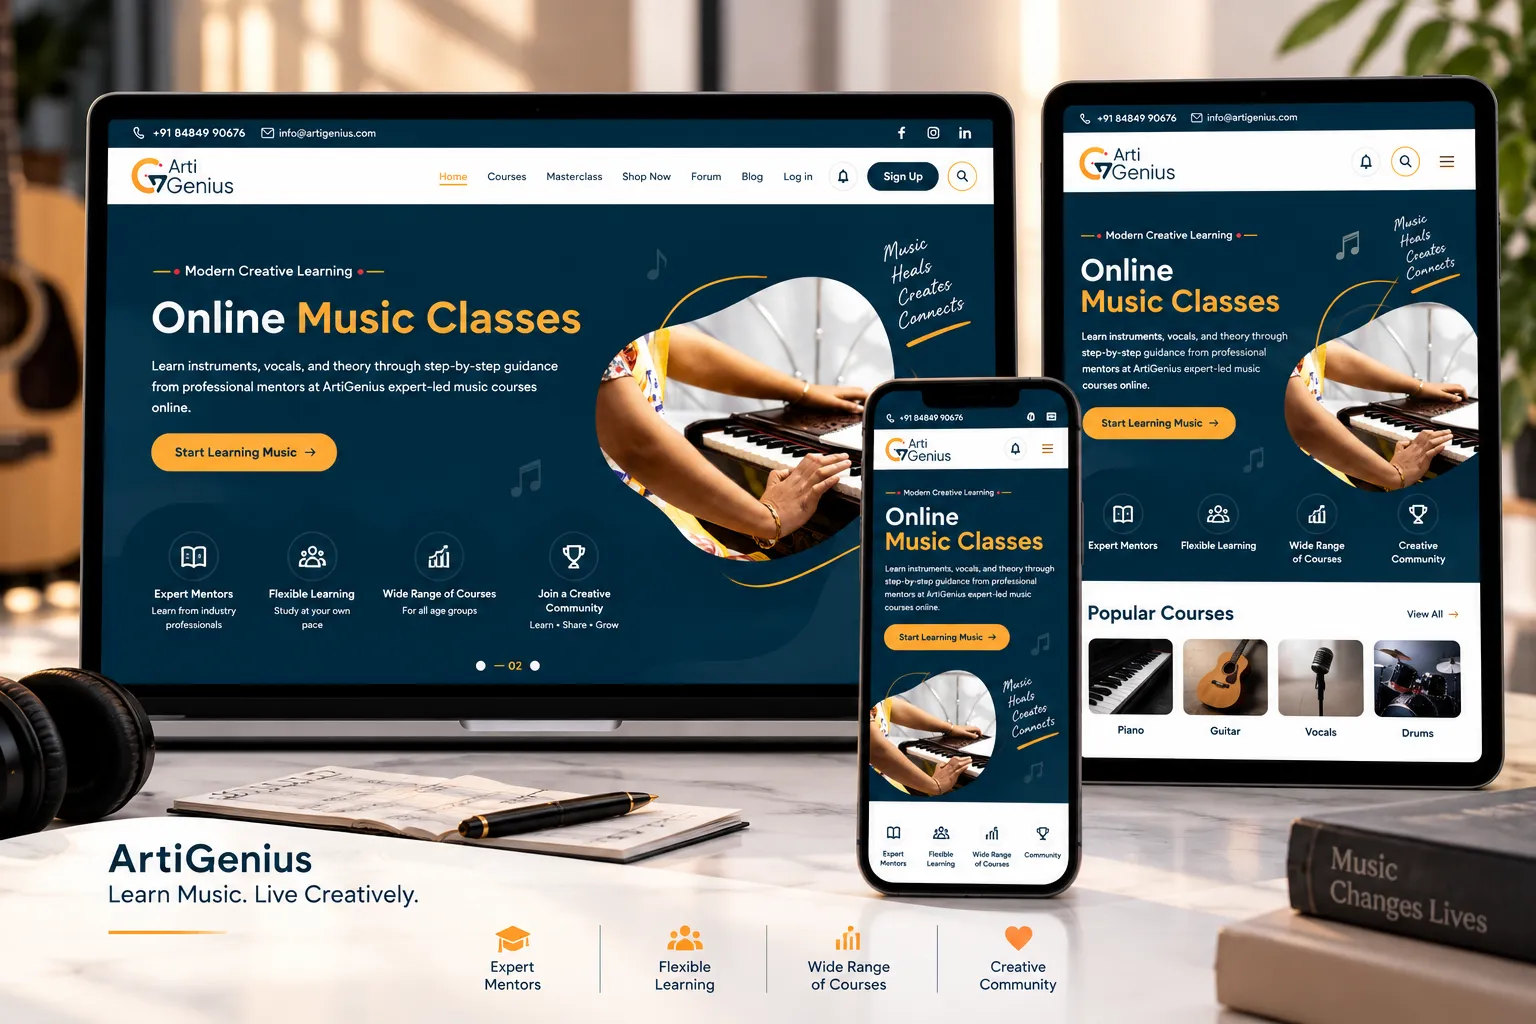 +91 84849 90676
info@artigenius.com
Arti
Genius
Home
Courses
Masterclass
Shop Now
Forum
Blog
Log in
Sign Up
Modern Creative Learning
Online Music Classes
Learn instruments, vocals, and theory through step-by-step guidance
from professional mentors at ArtiGenius expert-led music courses
online.
Start Learning Music →
Music
Heals
Creates
Connects
Expert Mentors
Learn from industry
professionals
Flexible Learning
Study at your own
pace
Wide Range of Courses
For all age groups
Join a Creative
Community
Learn • Share • Grow
02
+91 84849 90676
info@artigenius.com
Arti
Genius
Modern Creative Learning
Online
Music Classes
Learn instruments, vocals, and theory through
step-by-step guidance from professional
mentors at ArtiGenius expert-led music
courses online.
Start Learning Music →
Music
Heals
Creates
Connects
Expert Mentors
Flexible Learning
Wide Range
of Courses
Creative
Community
Popular Courses
View All →
Piano
Guitar
Vocals
Drums
+91 84849 90676
Arti
Genius
Modern Creative Learning
Online
Music Classes
Learn instruments, vocals, and theory through
step-by-step guidance from professional
mentors at ArtiGenius expert-led music
courses online.
Start Learning Music →
Music
Heals
Creates
Connects
Expert
Mentors
Flexible
Learning
Wide Range
of Courses
Community
ArtiGenius
Learn Music. Live Creatively.
Expert
Mentors
Flexible
Learning
Wide Range
of Courses
Creative
Community
Music
Changes Lives